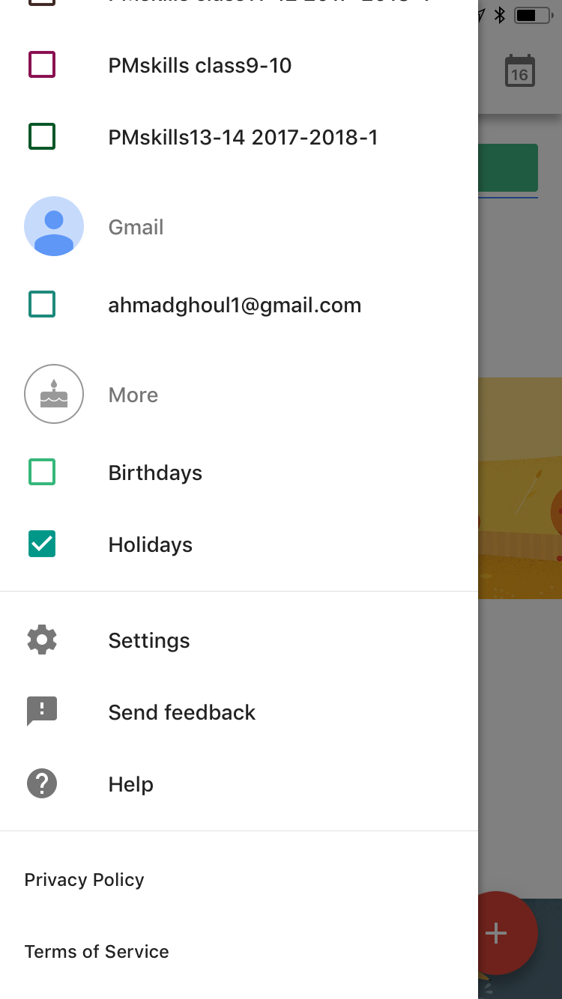 16
PMskills class9-10
PMskills13-14 2017-2018-1
Gmail
ahmadghoul1@gmail.com
More
Birthdays
Holidays
Settings
Send feedback
Help
Privacy Policy
Terms of Service